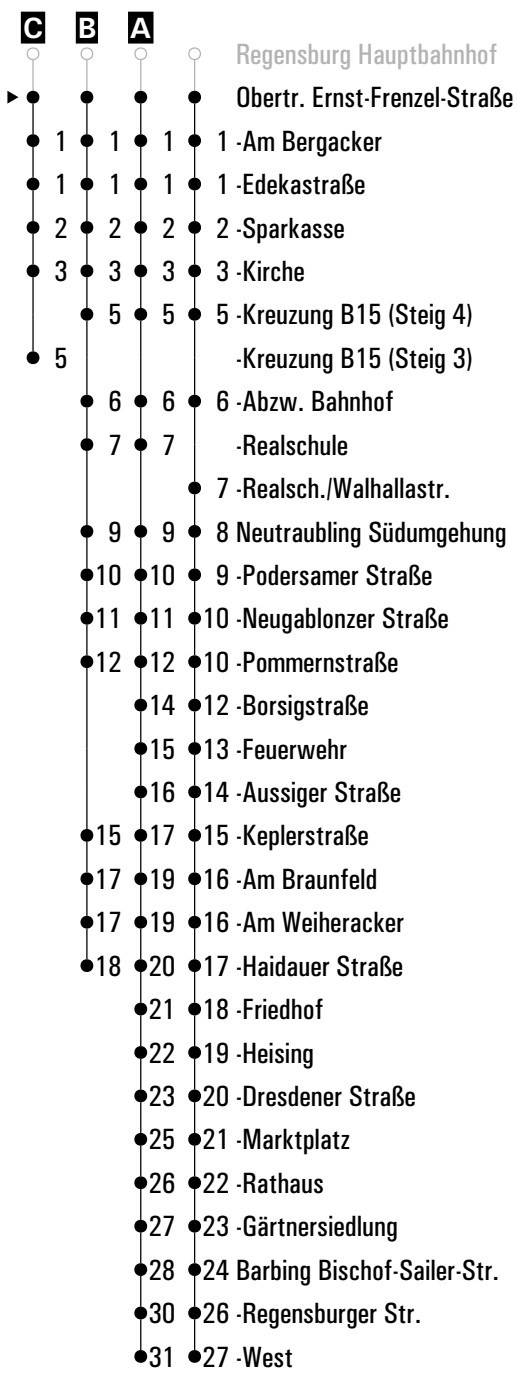 C B A
Regensburg Hauptbahnhof
Obertr. Ernst-Frenzel-Straße
1 1 1 1 -Am Bergacker
1 1 1 1 -Edekastraße
2 2 2 2 -Sparkasse
3 3 3 3 -Kirche
5 5 5 -Kreuzung B15 (Steig 4)
5 -Kreuzung B15 (Steig 3)
6 6 6 -Abzw. Bahnhof
7 7 -Realschule
7 -Realsch./Walhallastr.
9 9 8 Neutraubling Südumgehung
10 10 9 -Podersamer Straße
11 11 10 -Neugablonzer Straße
12 12 10 -Pommernstraße
14 12 -Borsigstraße
15 13 -Feuerwehr
16 14 -Aussiger Straße
15 17 15 -Keplerstraße
17 19 16 -Am Braunfeld
17 19 16 -Am Weiheracker
18 20 17 -Haidauer Straße
21 18 -Friedhof
22 19 -Heising
23 20 -Dresdener Straße
25 21 -Marktplatz
26 22 -Rathaus
27 23 -Gärtnersiedlung
28 24 Barbing Bischof-Sailer-Str.
30 26 -Regensburger Str.
31 27 -West